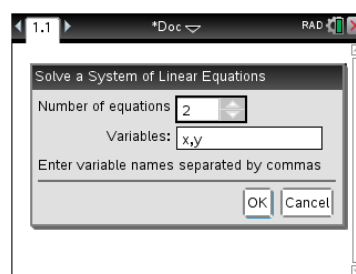 1.1 *Doc RAD
Solve a System of Linear Equations
Number of equations 2
Variables: x,y
Enter variable names separated by commas
OK Cancel